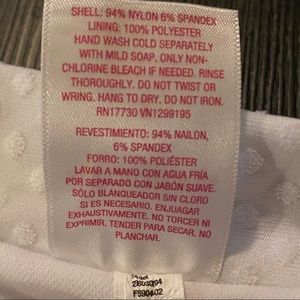 SHELL: 94% NYLON 6% SPANDEX
LINING: 100% POLYESTER
HAND WASH COLD SEPARATELY
WITH MILD SOAP, ONLY NON-
CHLORINE BLEACH IF NEEDED. RINSE
THOROUGHLY. DO NOT TWIST OR
WRING. HANG TO DRY. DO NOT IRON.
RN17730 VN1299195
REVESTIMIENTO: 94% NAILON,
6% SPANDEX
FORRO: 100% POLIÉSTER
LAVAR A MANO CON AGUA FRÍA
POR SEPARADO CON JABÓN SUAVE.
SOLO BLANQUEADOR SIN CLORO
SI ES NECESARIO. ENJUAGAR
EXHAUSTIVAMENTE. NO TORCER NI
EXPRIMIR. TENDER PARA SECAR. NO
PLANCHAR.